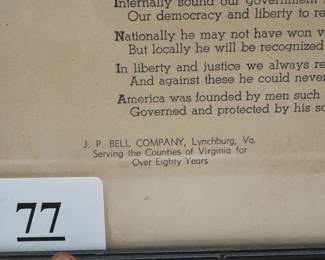 Internally sound our government
Our democracy and liberty to re
Nationally he may not have won v
But locally he will be recognized
In liberty and justice we always re
And against these he could never
America was founded by men such
Governed and protected by his so
J. P. BELL COMPANY, Lynchburg, Va.
Serving the Counties of Virginia for
Over Eighty Years
77